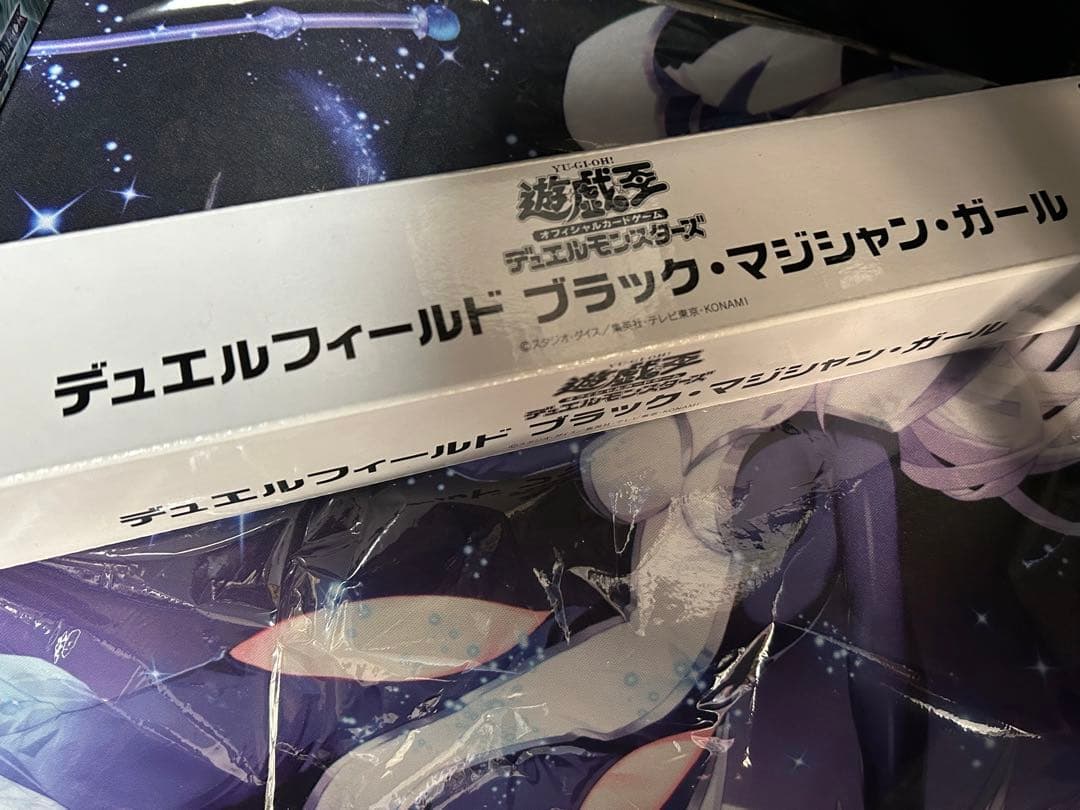 YU-GI-OH!
遊戯王
オフィシャルカードゲーム
デュエルモンスターズ
デュエルフィールド ブラック・マジシャン・ガール
©スタジオ・ダイス／集英社・テレビ東京・KONAMI
YU-GI-OH!
遊戯王
デュエルモンスターズ
デュエルフィールド ブラック・マジシャン・ガール